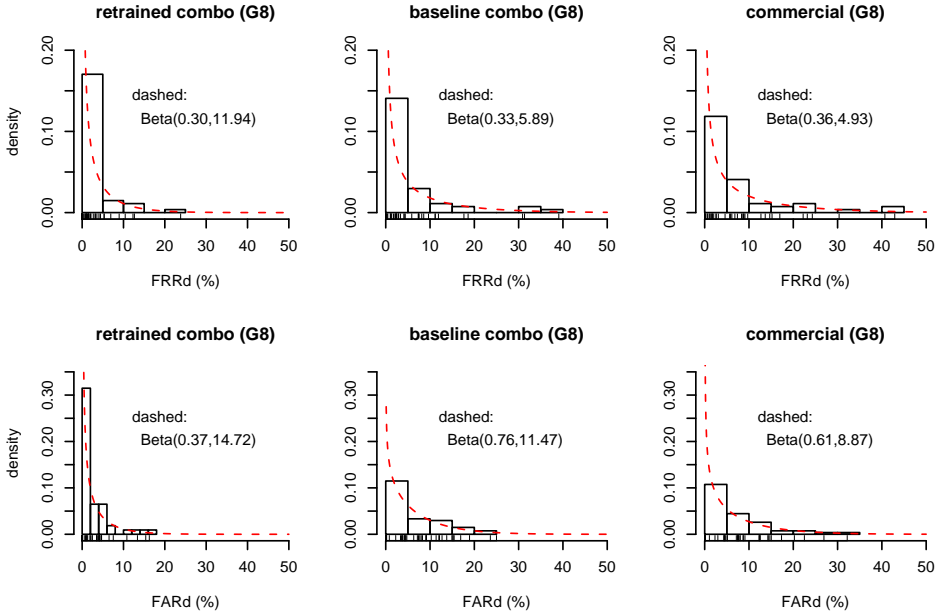 retrained combo (G8)
baseline combo (G8)
commercial (G8)
density
0.00 0.10 0.20
dashed:
Beta(0.30,11.94)
0 10 20 30 40 50
FRRd (%)
0.00 0.10 0.20
dashed:
Beta(0.33,5.89)
0 10 20 30 40 50
FRRd (%)
0.00 0.10 0.20
dashed:
Beta(0.36,4.93)
0 10 20 30 40 50
FRRd (%)
retrained combo (G8)
baseline combo (G8)
commercial (G8)
density
0.00 0.10 0.20 0.30
dashed:
Beta(0.37,14.72)
0 10 20 30 40 50
FARd (%)
0.00 0.10 0.20 0.30
dashed:
Beta(0.76,11.47)
0 10 20 30 40 50
FARd (%)
0.00 0.10 0.20 0.30
dashed:
Beta(0.61,8.87)
0 10 20 30 40 50
FARd (%)